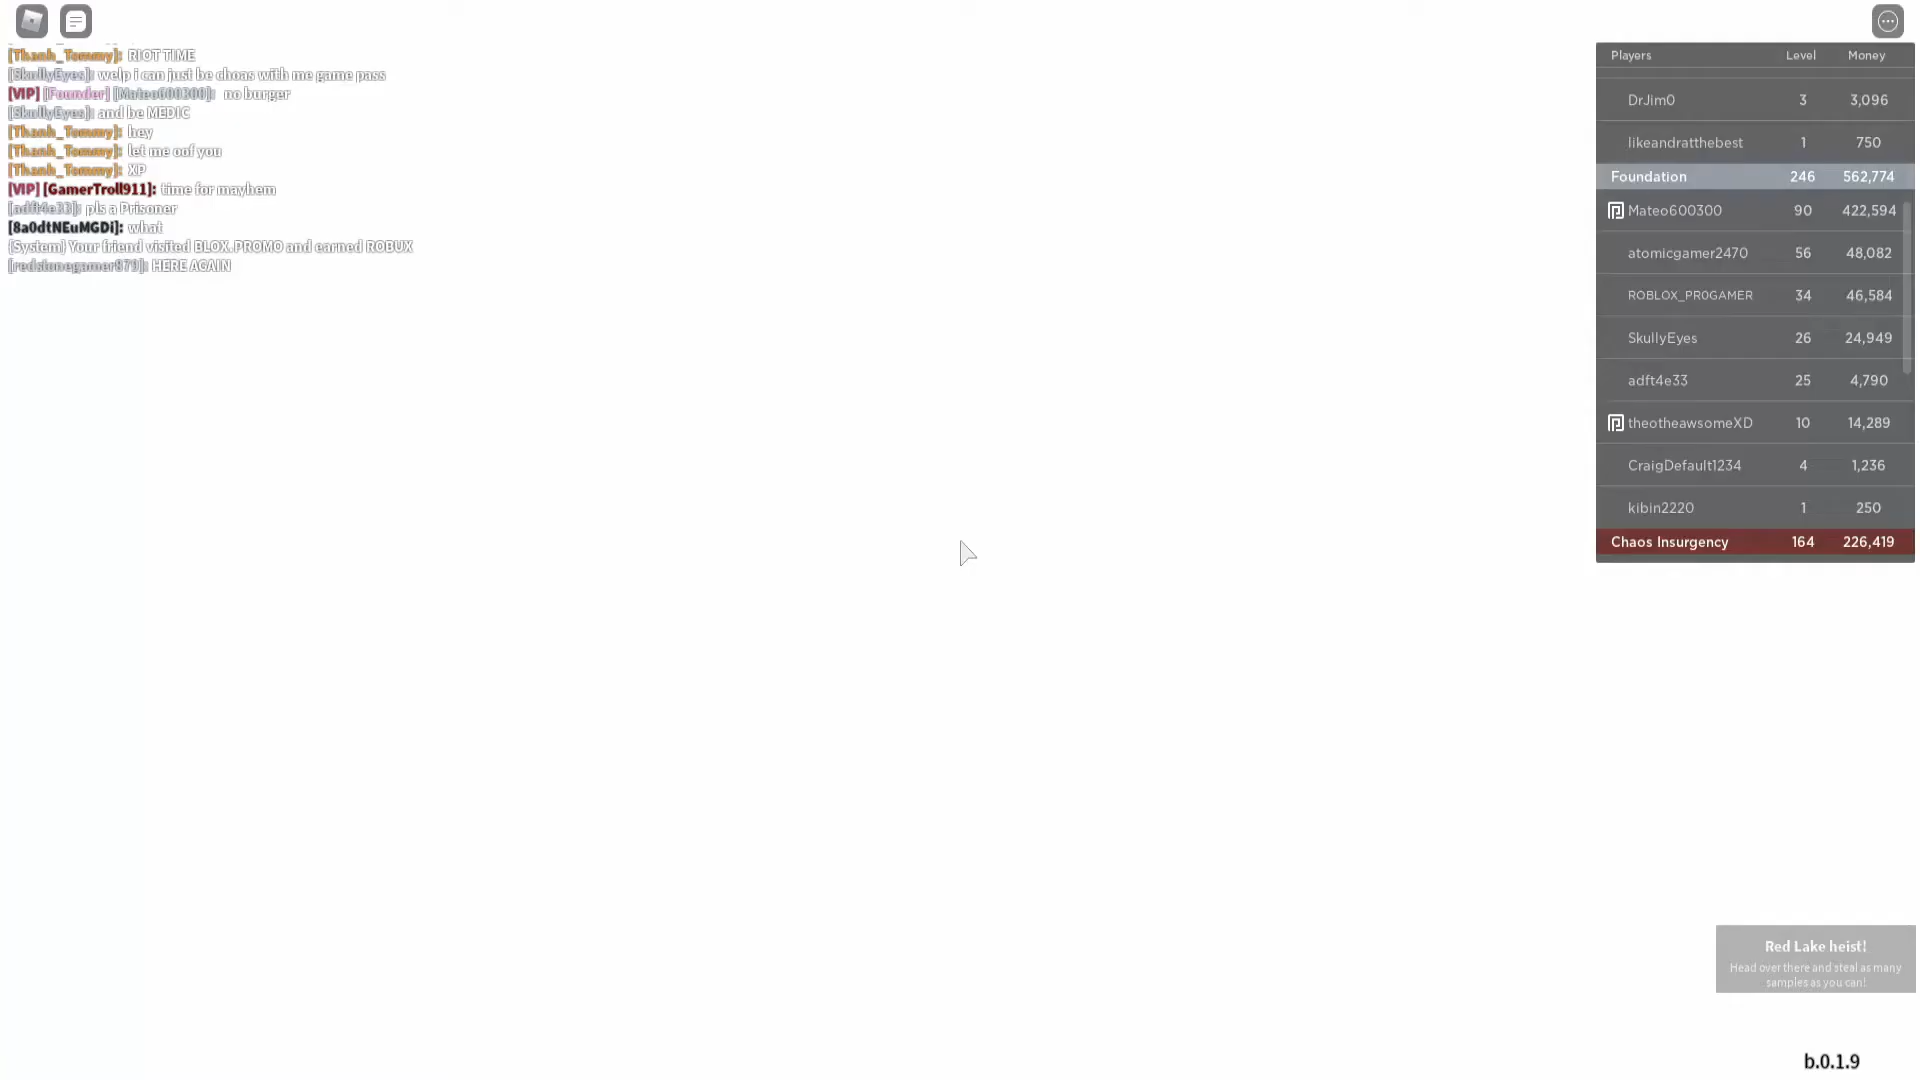 [Thanh_Tommy]: RIOT TIME
[SkullyEyes]: welp i can just be choas with me game pass
[VIP] [Founder] [Mateo600300]: no burger
[SkullyEyes]: and be MEDIC
[Thanh_Tommy]: hey
[Thanh_Tommy]: let me oof you
[Thanh_Tommy]: XP
[VIP] [GamerTroll911]: time for mayhem
[adft4e33]: pls a Prisoner
[8a0dtNEuMGDi]: what
{System} Your friend visited BLOX.PROMO and earned ROBUX
[redstonegamer879]: HERE AGAIN
Players Level Money
DrJim0 3 3,096
likeandratthebest 1 750
Foundation 246 562,774
Mateo600300 90 422,594
atomicgamer2470 56 48,082
ROBLOX_PR0GAMER 34 46,584
SkullyEyes 26 24,949
adft4e33 25 4,790
theotheawsomeXD 10 14,289
CraigDefault1234 4 1,236
kibin2220 1 250
Chaos Insurgency 164 226,419
Red Lake heist!
Head over there and steal as many
samples as you can!
b.0.1.9